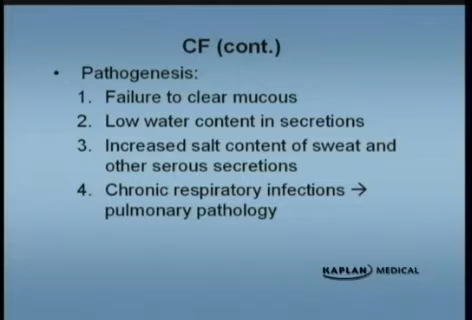 CF (cont.)
• Pathogenesis:
1. Failure to clear mucous
2. Low water content in secretions
3. Increased salt content of sweat and
other serous secretions
4. Chronic respiratory infections →
pulmonary pathology
KAPLAN MEDICAL